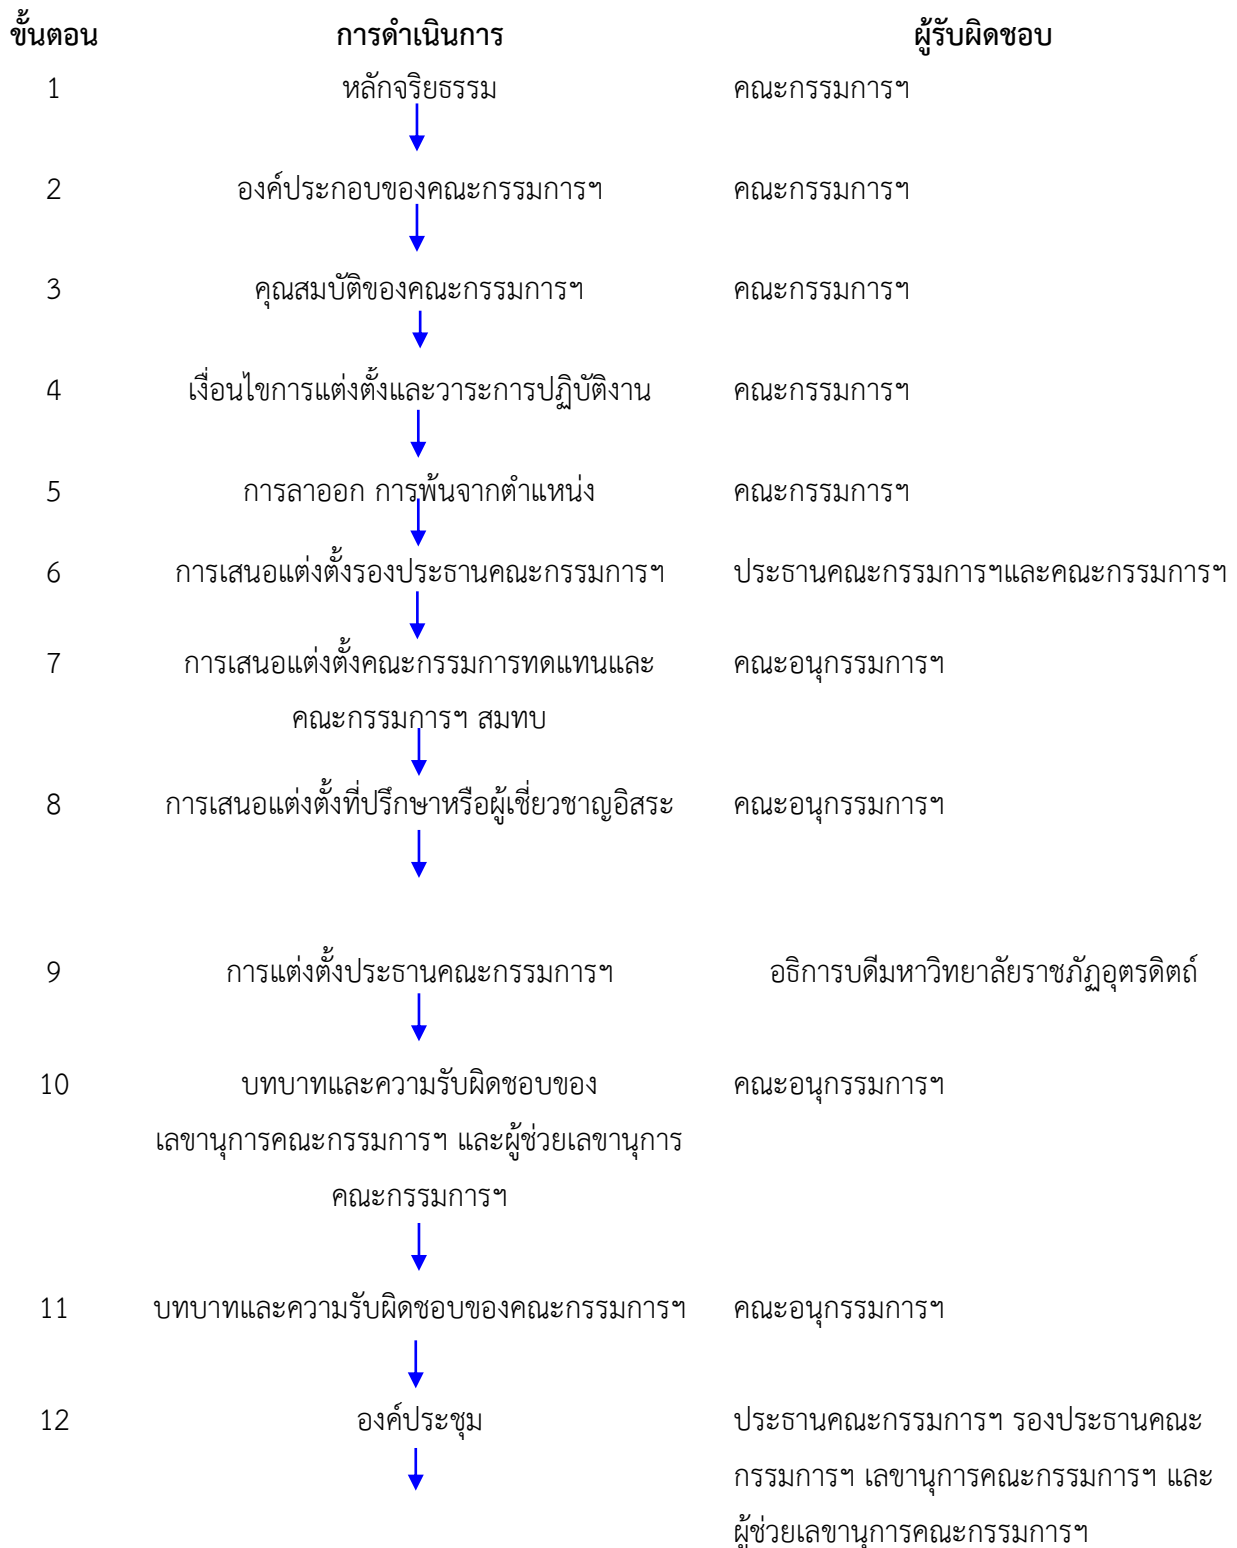 ขั้นตอน การดำเนินการ ผู้รับผิดชอบ
1 หลักจริยธรรม คณะกรรมการฯ
2 องค์ประกอบของคณะกรรมการฯ คณะกรรมการฯ
3 คุณสมบัติของคณะกรรมการฯ คณะกรรมการฯ
4 เงื่อนไขการแต่งตั้งและวาระการปฏิบัติงาน คณะกรรมการฯ
5 การลาออก การพ้นจากตำแหน่ง คณะกรรมการฯ
6 การเสนอแต่งตั้งรองประธานคณะกรรมการฯ ประธานคณะกรรมการฯและคณะกรรมการฯ
7 การเสนอแต่งตั้งคณะกรรมการทดแทนและ คณะอนุกรรมการฯ
คณะกรรมการฯ สมทบ
8 การเสนอแต่งตั้งที่ปรึกษาหรือผู้เชี่ยวชาญอิสระ คณะอนุกรรมการฯ
9 การแต่งตั้งประธานคณะกรรมการฯ อธิการบดีมหาวิทยาลัยราชภัฏอุตรดิตถ์
10 บทบาทและความรับผิดชอบของ คณะอนุกรรมการฯ
เลขานุการคณะกรรมการฯ และผู้ช่วยเลขานุการ
คณะกรรมการฯ
11 บทบาทและความรับผิดชอบของคณะกรรมการฯ คณะอนุกรรมการฯ
12 องค์ประชุม ประธานคณะกรรมการฯ รองประธานคณะ
กรรมการฯ เลขานุการคณะกรรมการฯ และ
ผู้ช่วยเลขานุการคณะกรรมการฯ